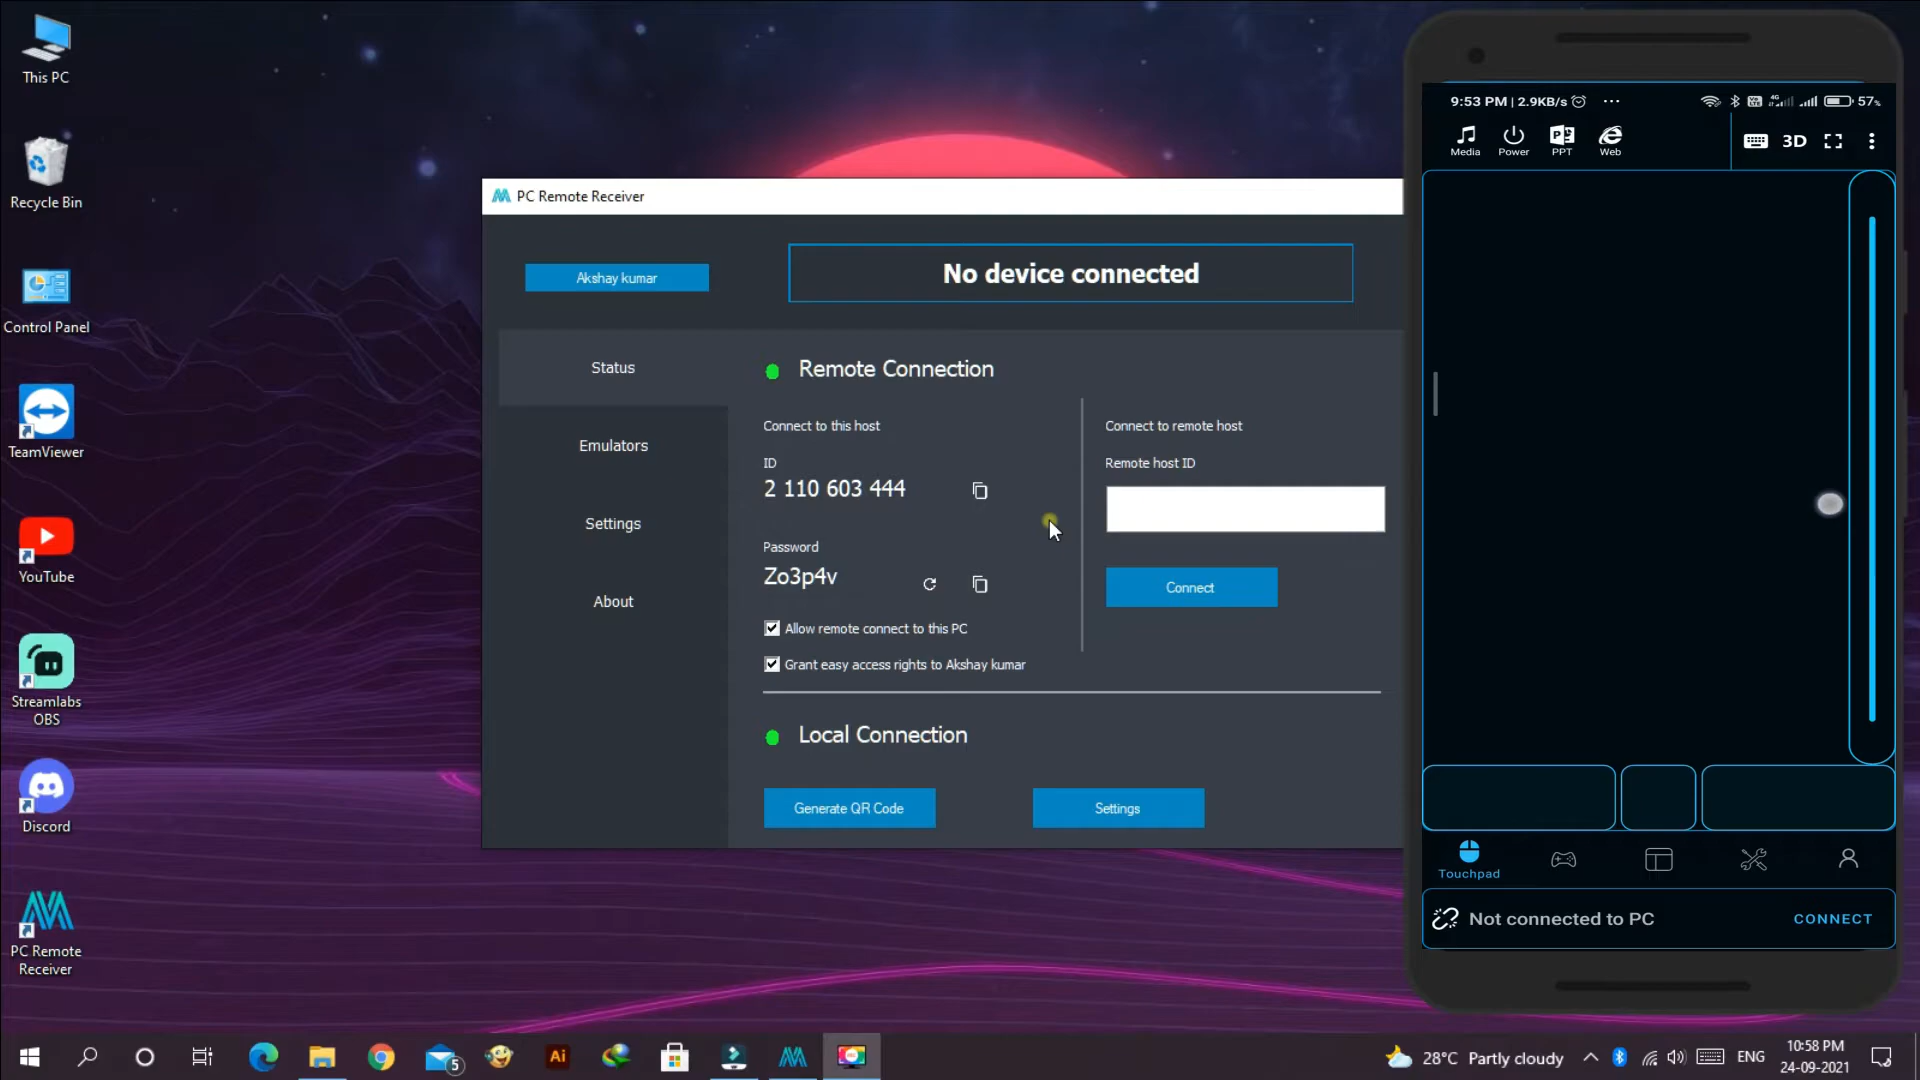 This PC
Recycle Bin
Control Panel
TeamViewer
YouTube
Streamlabs
OBS
Discord
PC Remote
Receiver
PC Remote Receiver
Akshay kumar
No device connected
Status
Emulators
Settings
About
Remote Connection
Connect to this host
ID
2 110 603 444
Password
Zo3p4v
Allow remote connect to this PC
Grant easy access rights to Akshay kumar
Connect to remote host
Remote host ID
Connect
Local Connection
Generate QR Code
Settings
9:53 PM | 2.9KB/s ... 4G 57%
Media Power PPT Web 3D
Touchpad
Not connected to PC CONNECT
5 Ai 28°C Partly cloudy ENG 10:58 PM
24-09-2021